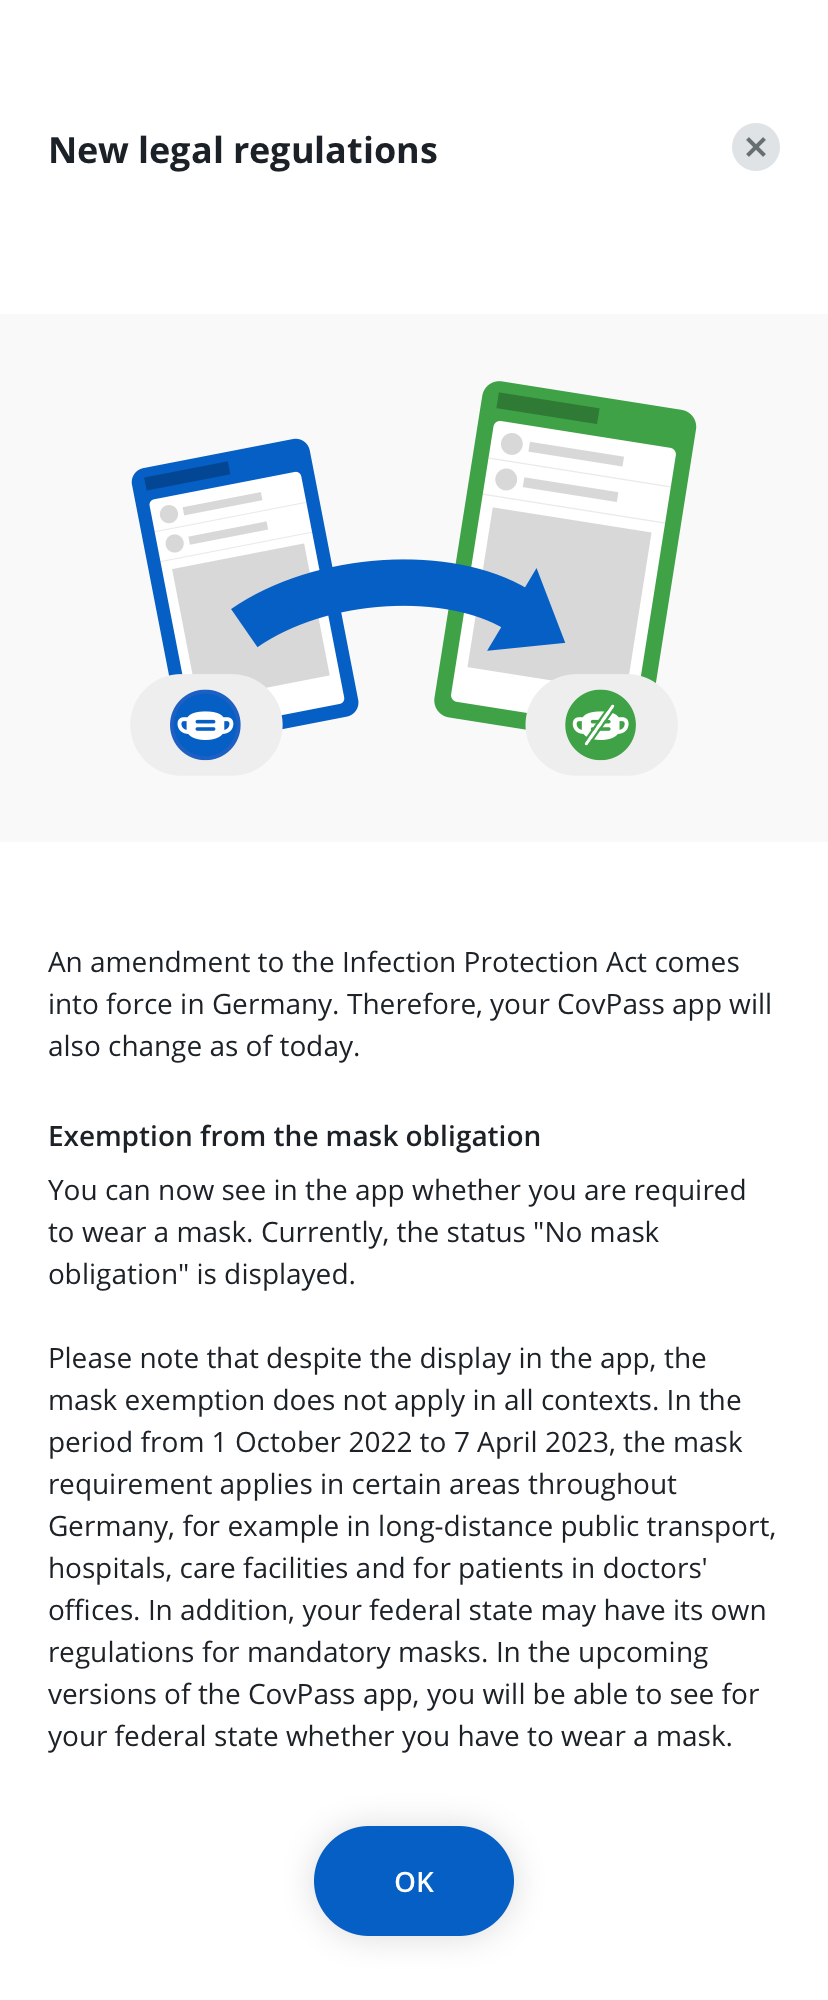 New legal regulations
An amendment to the Infection Protection Act comes
into force in Germany. Therefore, your CovPass app will
also change as of today.
Exemption from the mask obligation
You can now see in the app whether you are required
to wear a mask. Currently, the status "No mask
obligation" is displayed.
Please note that despite the display in the app, the
mask exemption does not apply in all contexts. In the
period from 1 October 2022 to 7 April 2023, the mask
requirement applies in certain areas throughout
Germany, for example in long-distance public transport,
hospitals, care facilities and for patients in doctors'
offices. In addition, your federal state may have its own
regulations for mandatory masks. In the upcoming
versions of the CovPass app, you will be able to see for
your federal state whether you have to wear a mask.
OK